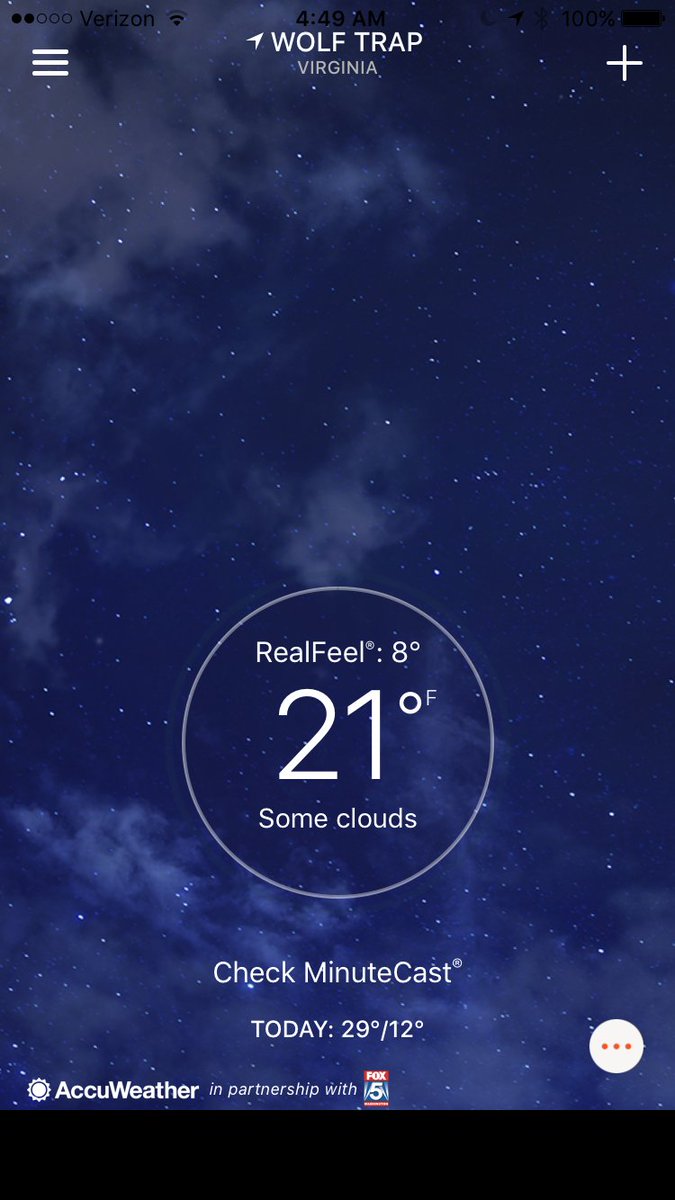 Verizon 4:49 AM 100%
WOLF TRAP
VIRGINIA
RealFeel®: 8°
21°F
Some clouds
Check MinuteCast®
TODAY: 29°/12°
AccuWeather in partnership with FOX 5